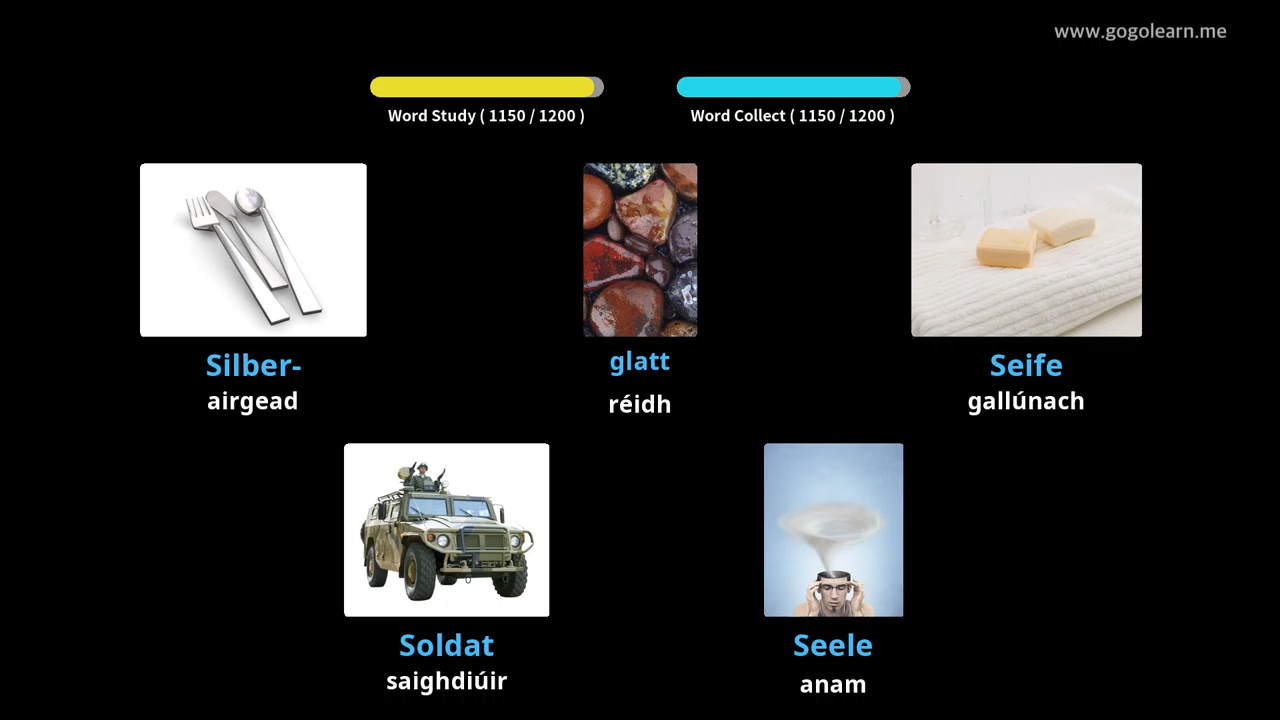 www.gogolearn.me
Word Study ( 1150 / 1200 )
Word Collect ( 1150 / 1200 )
Silber-
airgead
glatt
réidh
Seife
gallúnach
Soldat
saighdiúir
Seele
anam